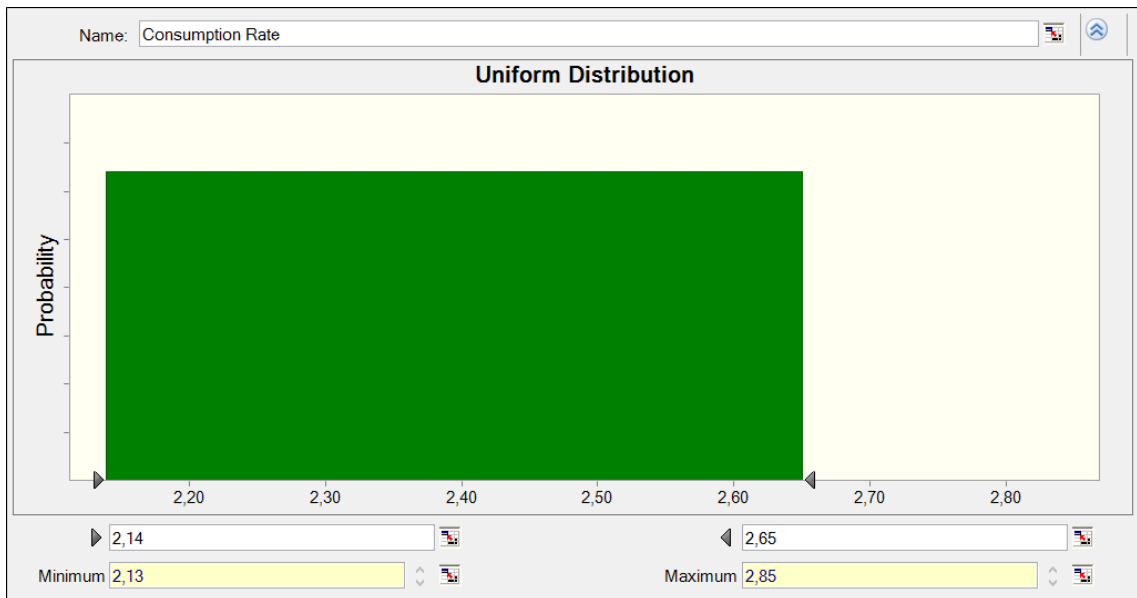 Name: Consumption Rate
Uniform Distribution
Probability
2,20 2,30 2,40 2,50 2,60 2,70 2,80
2,14 2,65
Minimum 2,13 Maximum 2,85